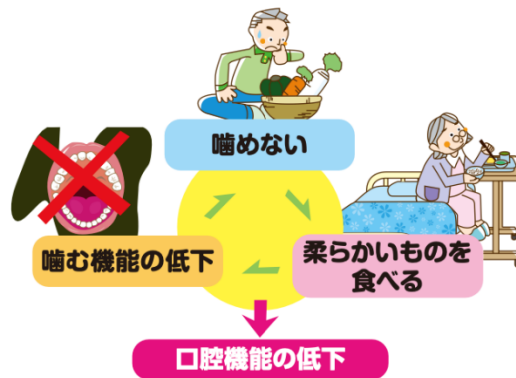 噛めない
噛む機能の低下
柔らかいものを
食べる
口腔機能の低下